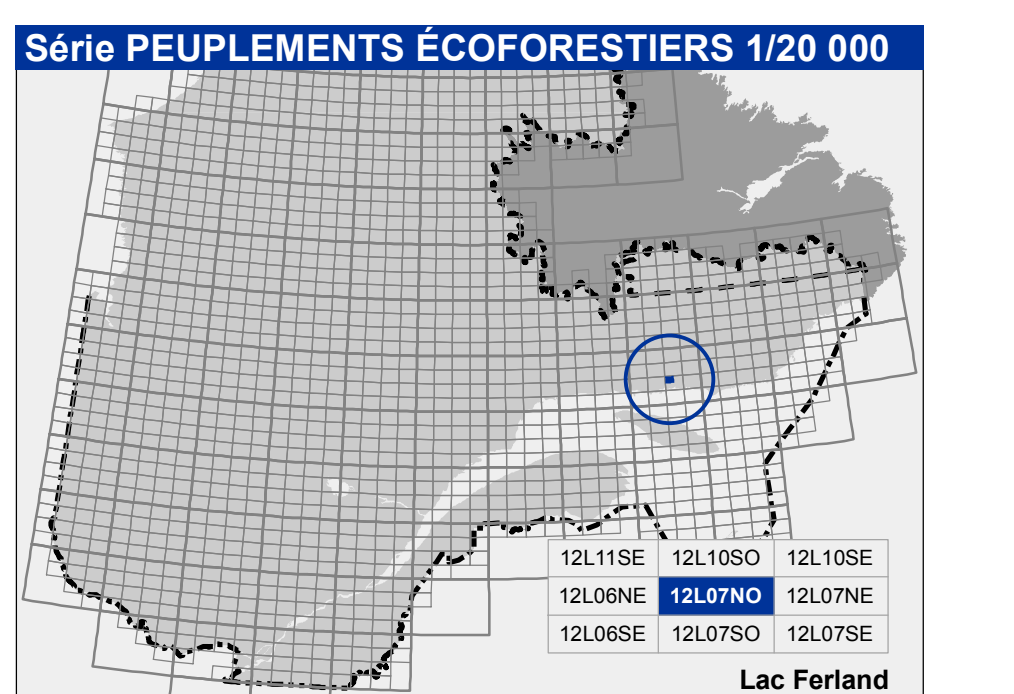 Série PEUPLEMENTS ÉCOFORESTIERS 1/20 000
12L11SE 12L10SO 12L10SE
12L06NE 12L07NO 12L07NE
12L06SE 12L07SO 12L07SE
Lac Ferland